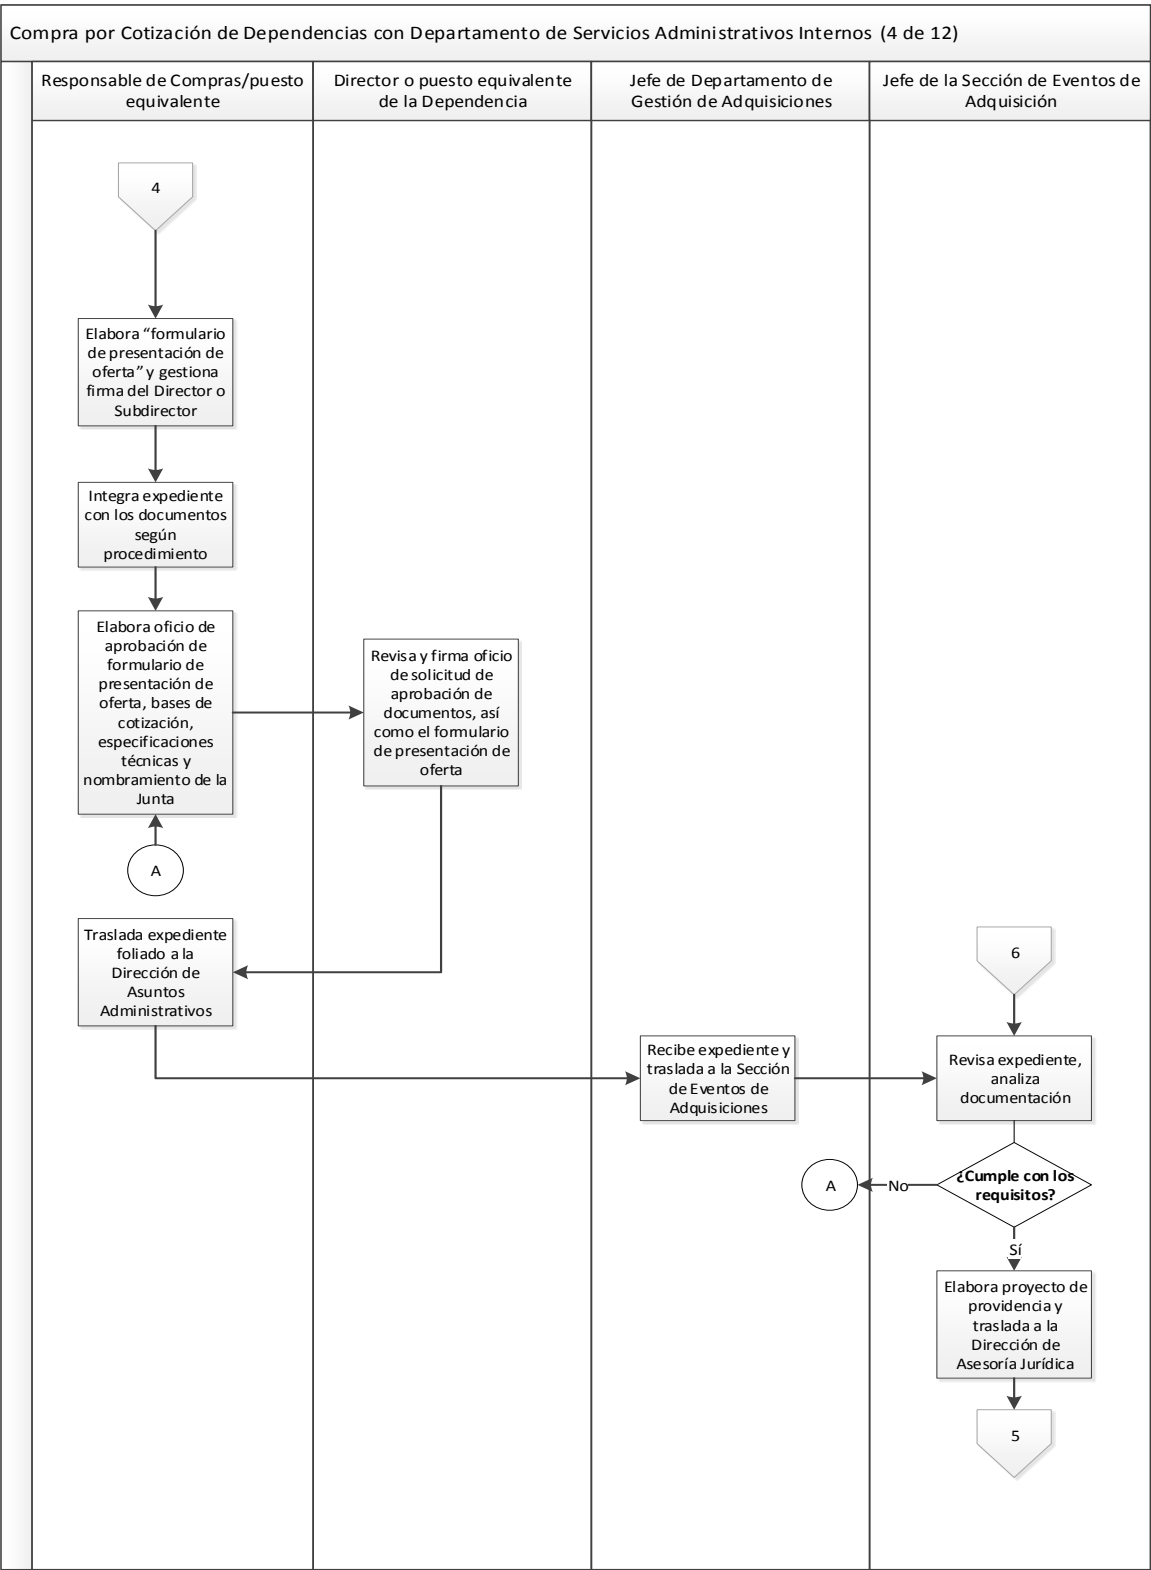 Compra por Cotización de Dependencias con Departamento de Servicios Administrativos Internos (4 de 12)
Responsable de Compras/puesto
equivalente
Director o puesto equivalente
de la Dependencia
Jefe de Departamento de
Gestión de Adquisiciones
Jefe de la Sección de Eventos de
Adquisición
4
Elabora “formulario
de presentación de
oferta” y gestiona
firma del Director o
Subdirector
Integra expediente
con los documentos
según
procedimiento
Elabora oficio de
aprobación de
formulario de
presentación de
oferta, bases de
cotización,
especificaciones
técnicas y
nombramiento de la
Junta
Revisa y firma oficio
de solicitud de
aprobación de
documentos, así
como el formulario
de presentación de
oferta
A
Traslada expediente
foliado a la
Dirección de
Asuntos
Administrativos
6
Recibe expediente y
traslada a la Sección
de Eventos de
Adquisiciones
Revisa expediente,
analiza
documentación
¿Cumple con los
requisitos?
No
A
Sí
Elabora proyecto de
providencia y
traslada a la
Dirección de
Asesoría Jurídica
5